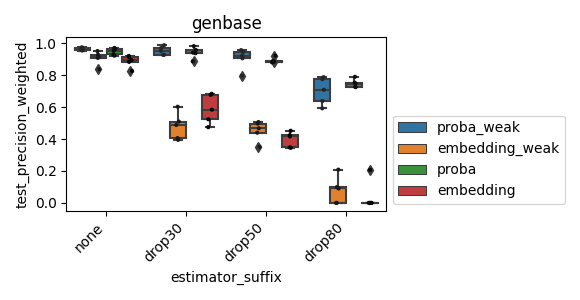 genbase
test_precision_weighted
1.0
0.8
0.6
0.4
0.2
0.0
none
drop30
drop50
drop80
estimator_suffix
proba_weak
embedding_weak
proba
embedding